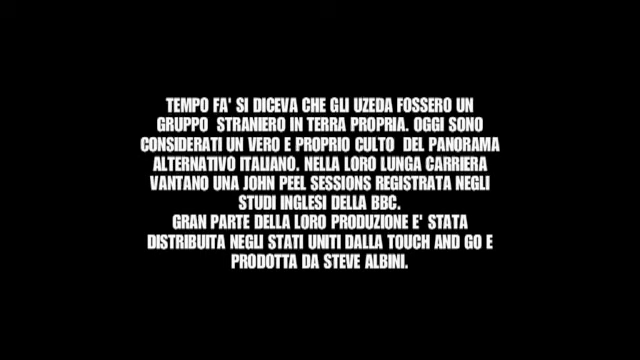 TEMPO FA' SI DICEVA CHE GLI UZEDA FOSSERO UN
GRUPPO STRANIERO IN TERRA PROPRIA. OGGI SONO
CONSIDERATI UN VERO E PROPRIO CULTO DEL PANORAMA
ALTERNATIVO ITALIANO. NELLA LORO LUNGA CARRIERA
VANTANO UNA JOHN PEEL SESSIONS REGISTRATA NEGLI
STUDI INGLESI DELLA BBC.
GRAN PARTE DELLA LORO PRODUZIONE E' STATA
DISTRIBUITA NEGLI STATI UNITI DALLA TOUCH AND GO E
PRODOTTA DA STEVE ALBINI.